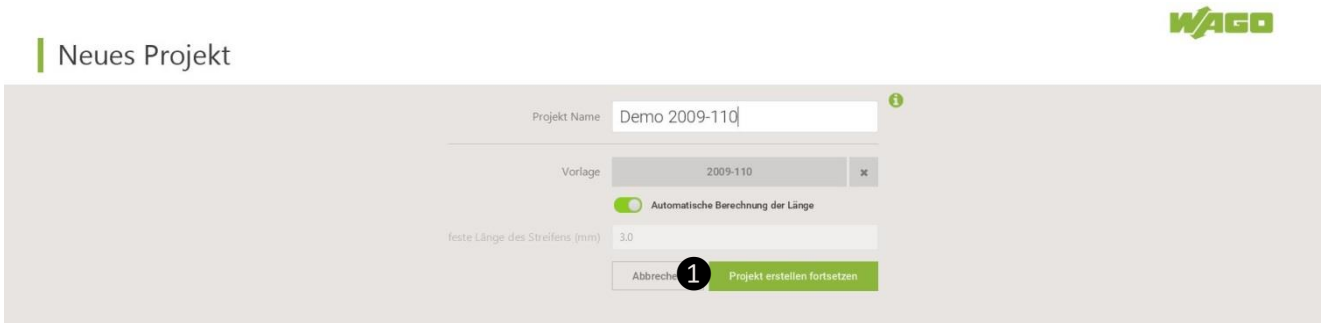 WAGO
Neues Projekt
Projekt Name Demo 2009-110
Vorlage 2009-110
Automatische Berechnung der Länge
feste Länge des Streifens (mm) 3.0
Abbreche 1 Projekt erstellen fortsetzen